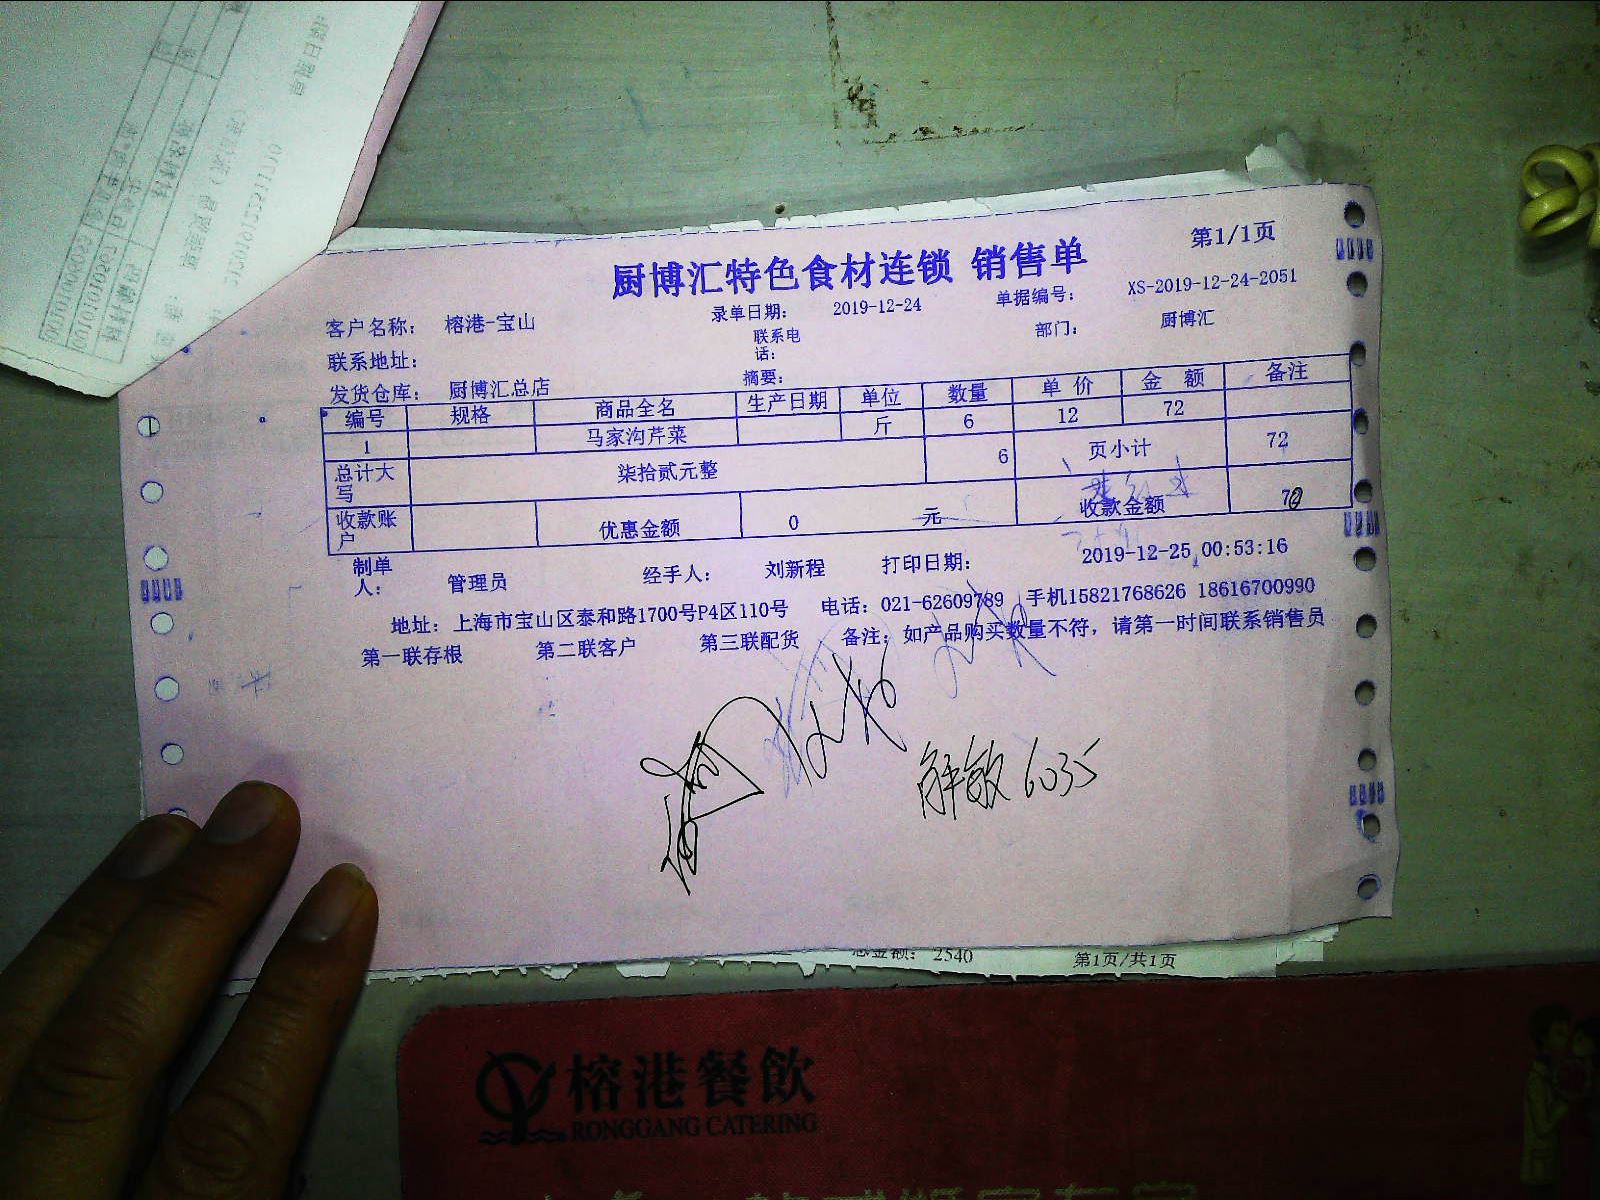 第1/1页
厨博汇特色食材连锁 销售单
客户名称： 榕港-宝山 录单日期： 2019-12-24 单据编号： XS-2019-12-24-2051
联系地址： 联系电话： 部门： 厨博汇
发货仓库： 厨博汇总店 摘要：
编号 规格 商品全名 生产日期 单位 数量 单价 金额 备注
1 马家沟芹菜 斤 6 12 72
总计大写 柒拾贰元整 6 页小计 72
收款账户 优惠金额 0 元 收款金额
制单人： 管理员 经手人： 刘新程 打印日期： 2019-12-25 00:53:16
地址：上海市宝山区泰和路1700号P4区110号 电话：021-62609789 手机15821768626 18616700990
第一联存根 第二联客户 第三联配货 备注：如产品购买数量不符，请第一时间联系销售员
解敏 6035
总金额： 2540 第1页/共1页
榕港餐飲
RONGGANG CATERING